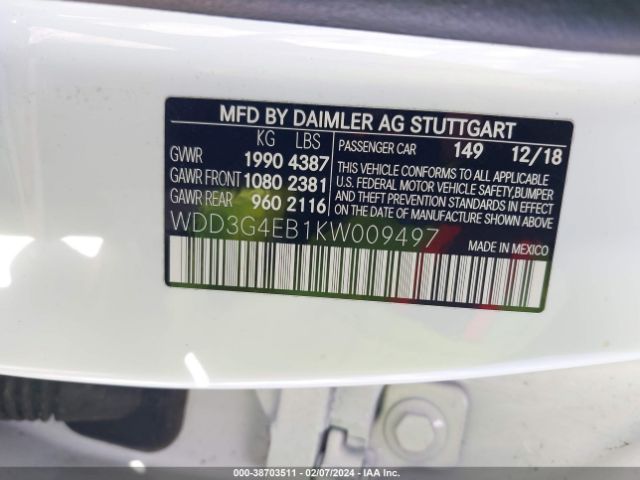 MFD BY DAIMLER AG STUTTGART
KG LBS
GVWR 1990 4387
GAWR FRONT 1080 2381
GAWR REAR 960 2116
PASSENGER CAR 149 12/18
THIS VEHICLE CONFORMS TO ALL APPLICABLE
U.S. FEDERAL MOTOR VEHICLE SAFETY, BUMPER
AND THEFT PREVENTION STANDARDS IN EFFECT
ON THE DATE OF MANUFACTURE SHOWN ABOVE.
WDD3G4EB1KW009497
MADE IN MEXICO
000-38703511 - 02/07/2024 - IAA Inc.